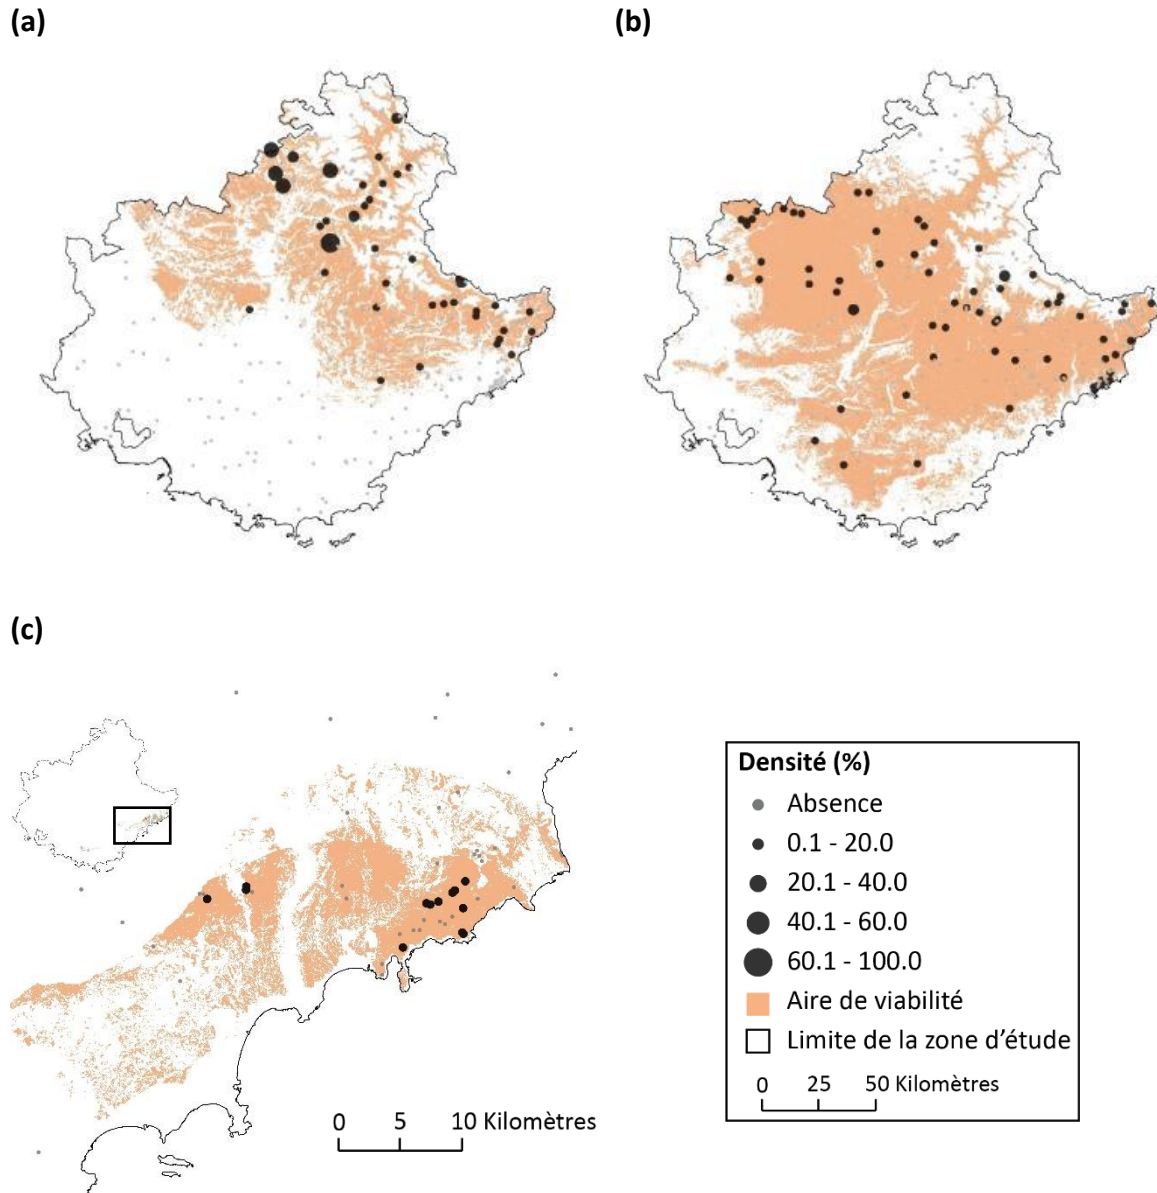 (a)
(b)
(c)
0 5 10 Kilomètres
Densité (%)
Absence
0.1 - 20.0
20.1 - 40.0
40.1 - 60.0
60.1 - 100.0
Aire de viabilité
Limite de la zone d'étude
0 25 50 Kilomètres